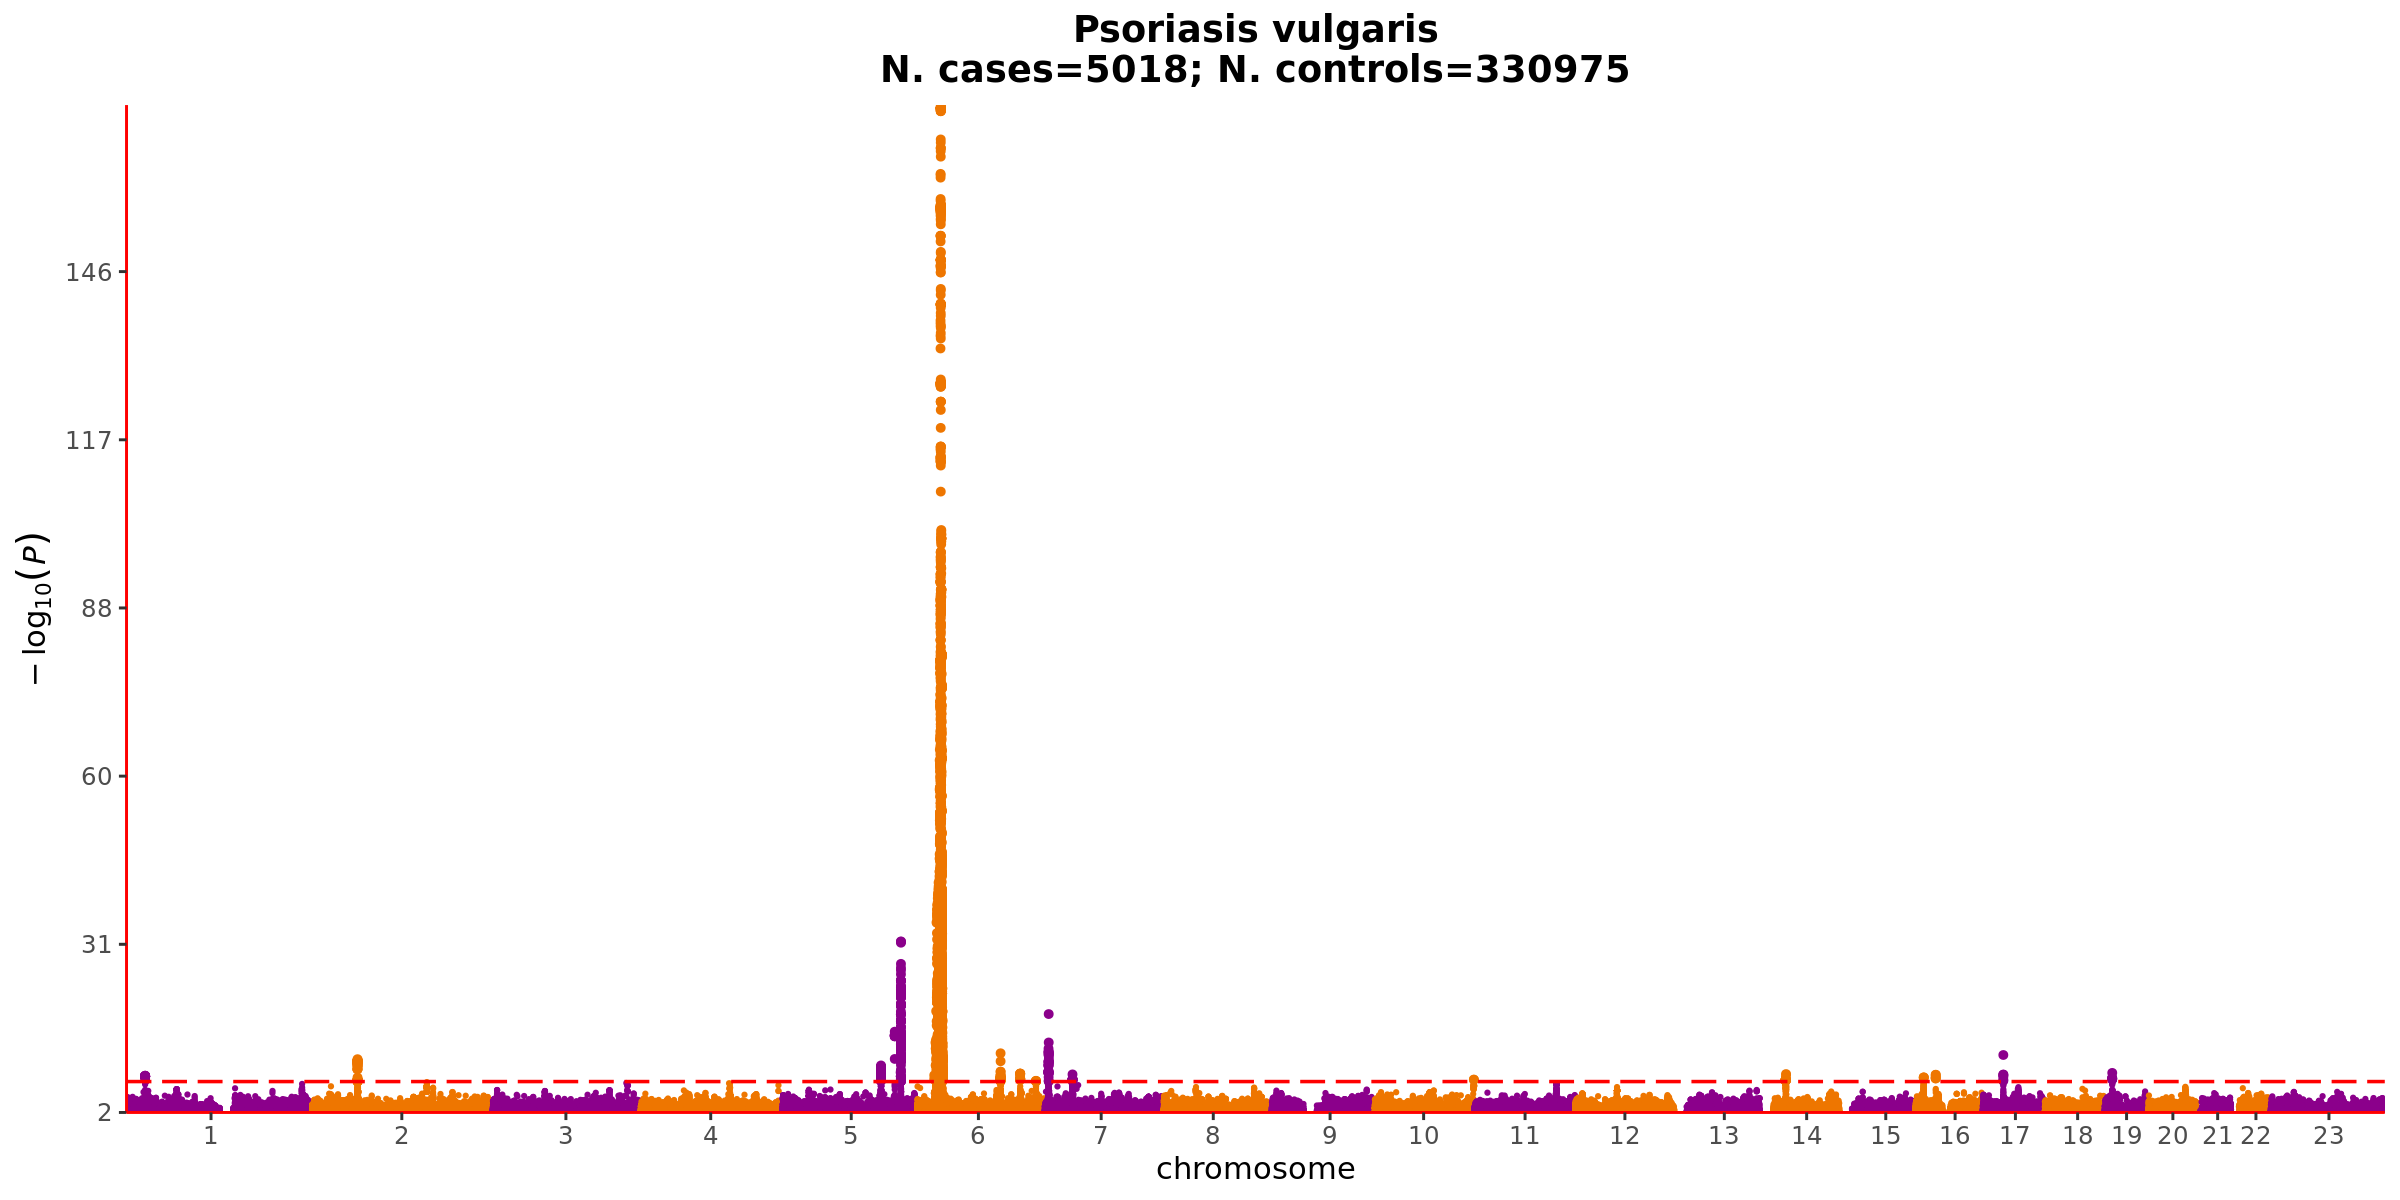 Psoriasis vulgaris
N. cases=5018; N. controls=330975
−log10(P)
146
117
88
60
31
2
1 2 3 4 5 6 7 8 9 10 11 12 13 14 15 16 17 18 19 20 21 22 23
chromosome